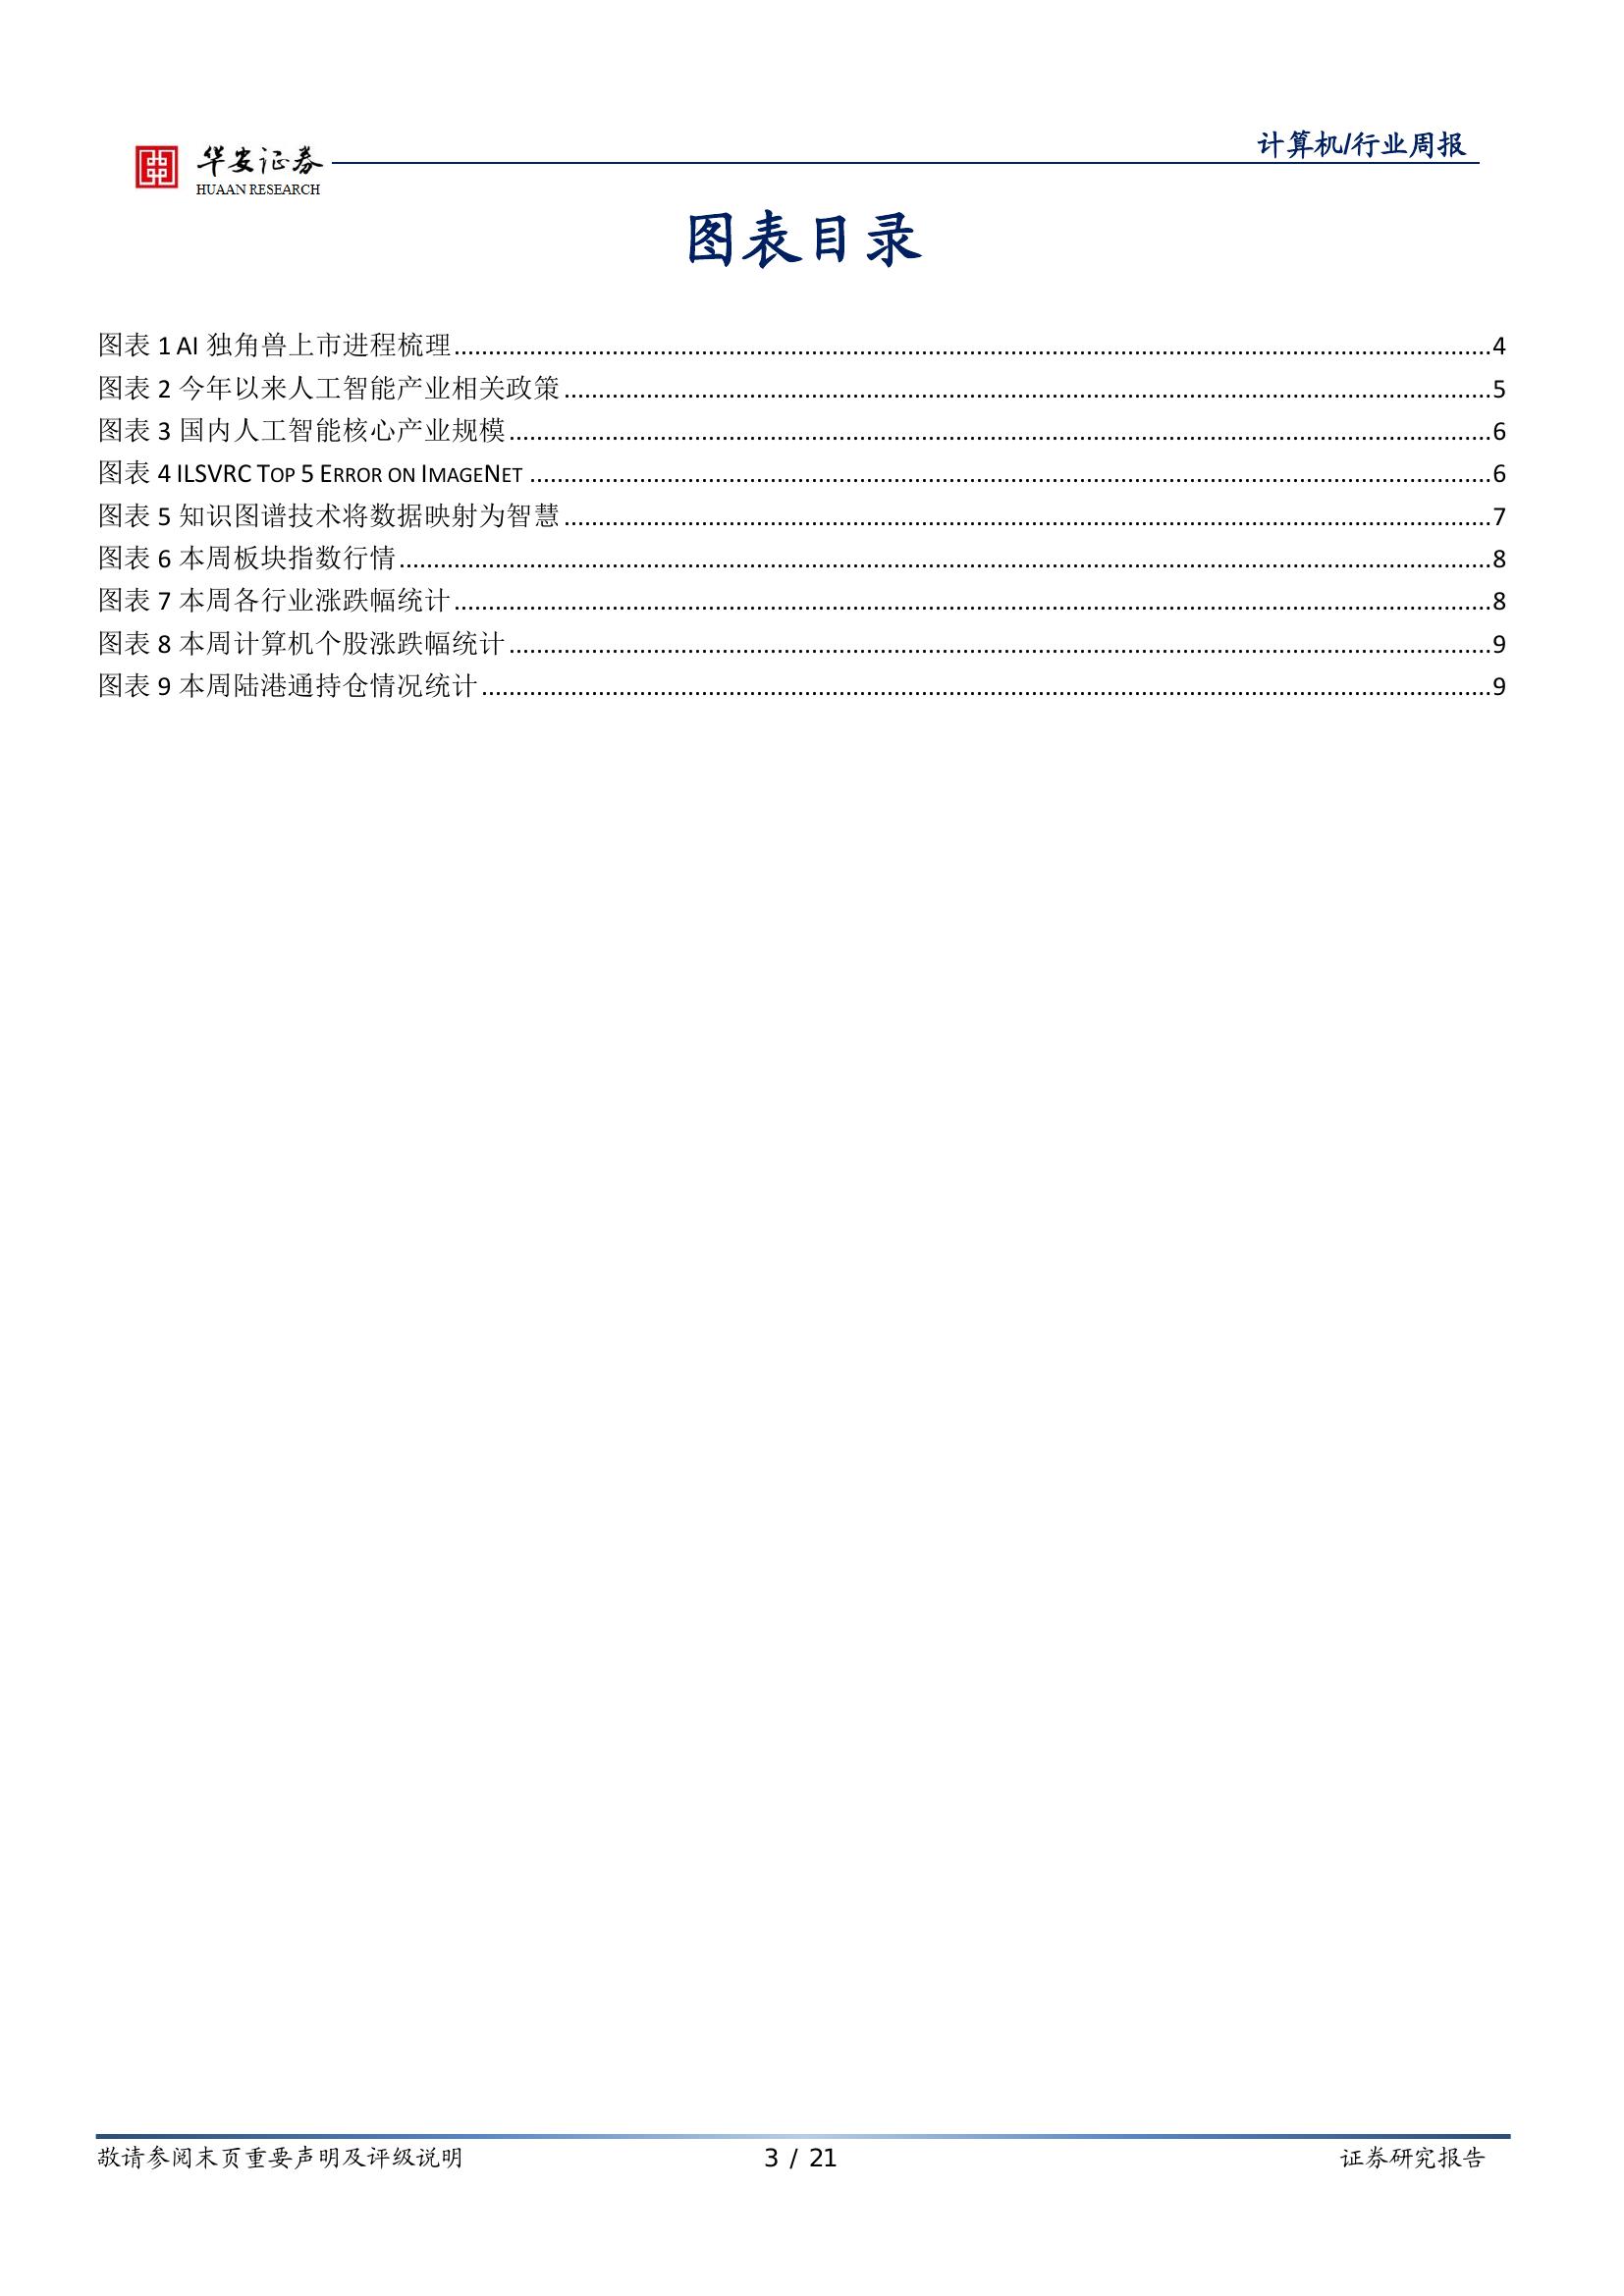 华安证券
HUAAN RESEARCH
计算机/行业周报
图表目录
图表 1 AI 独角兽上市进程梳理....................4
图表 2 今年以来人工智能产业相关政策....................5
图表 3 国内人工智能核心产业规模....................6
图表 4 ILSVRC TOP 5 ERROR ON IMAGENET ....................6
图表 5 知识图谱技术将数据映射为智慧....................7
图表 6 本周板块指数行情....................8
图表 7 本周各行业涨跌幅统计....................8
图表 8 本周计算机个股涨跌幅统计....................9
图表 9 本周陆港通持仓情况统计....................9
敬请参阅末页重要声明及评级说明
3 / 21
证券研究报告